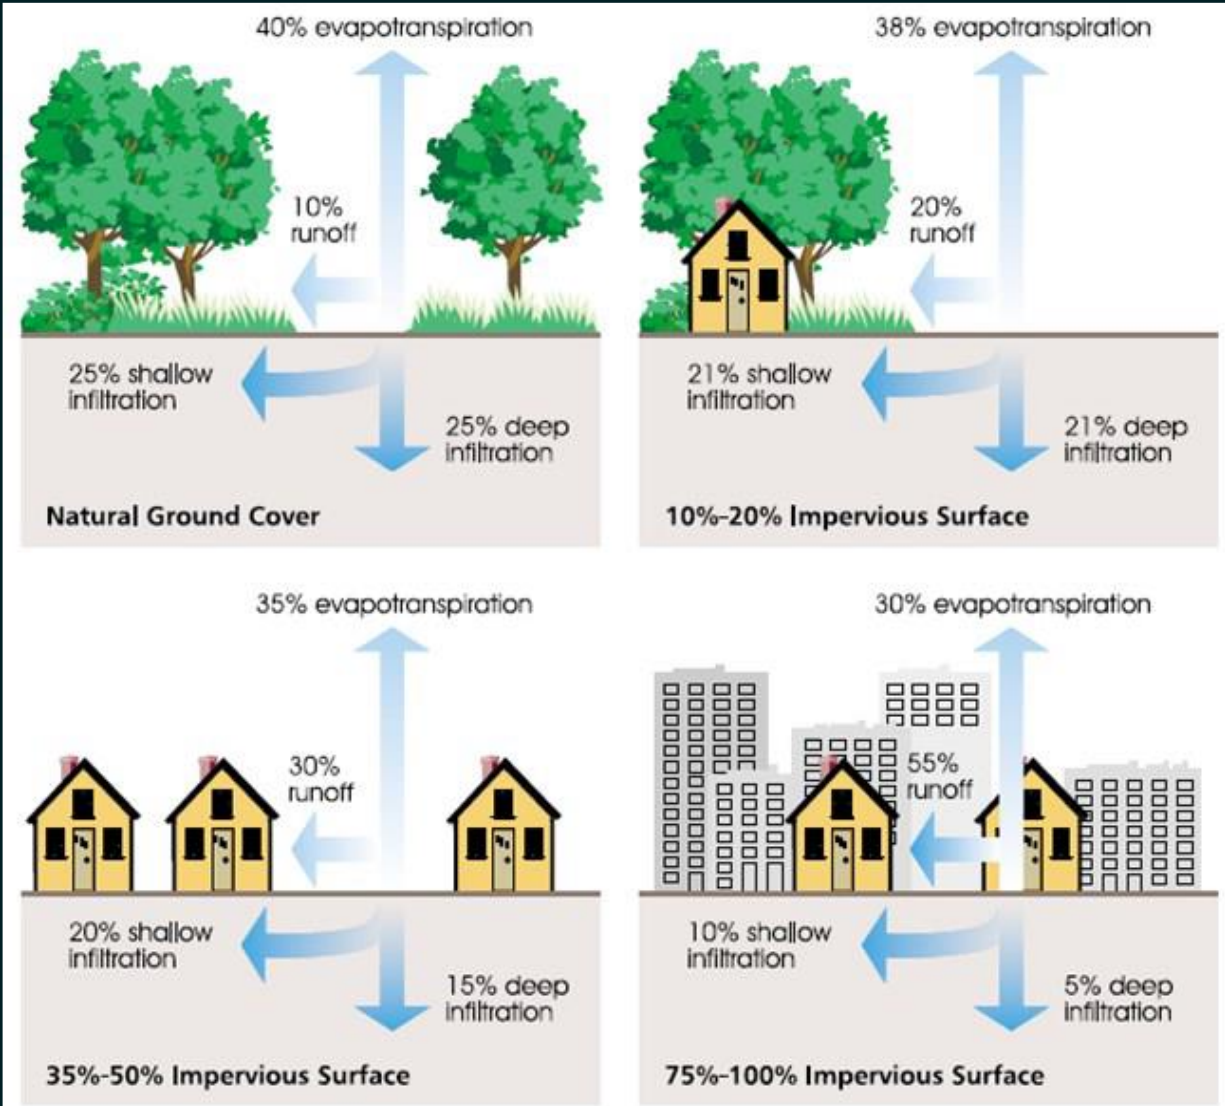 40% evapotranspiration
10%
runoff
25% shallow
infiltration
25% deep
infiltration
Natural Ground Cover
38% evapotranspiration
20%
runoff
21% shallow
infiltration
21% deep
infiltration
10%-20% Impervious Surface
35% evapotranspiration
30%
runoff
20% shallow
infiltration
15% deep
infiltration
35%-50% Impervious Surface
30% evapotranspiration
55%
runoff
10% shallow
infiltration
5% deep
infiltration
75%-100% Impervious Surface